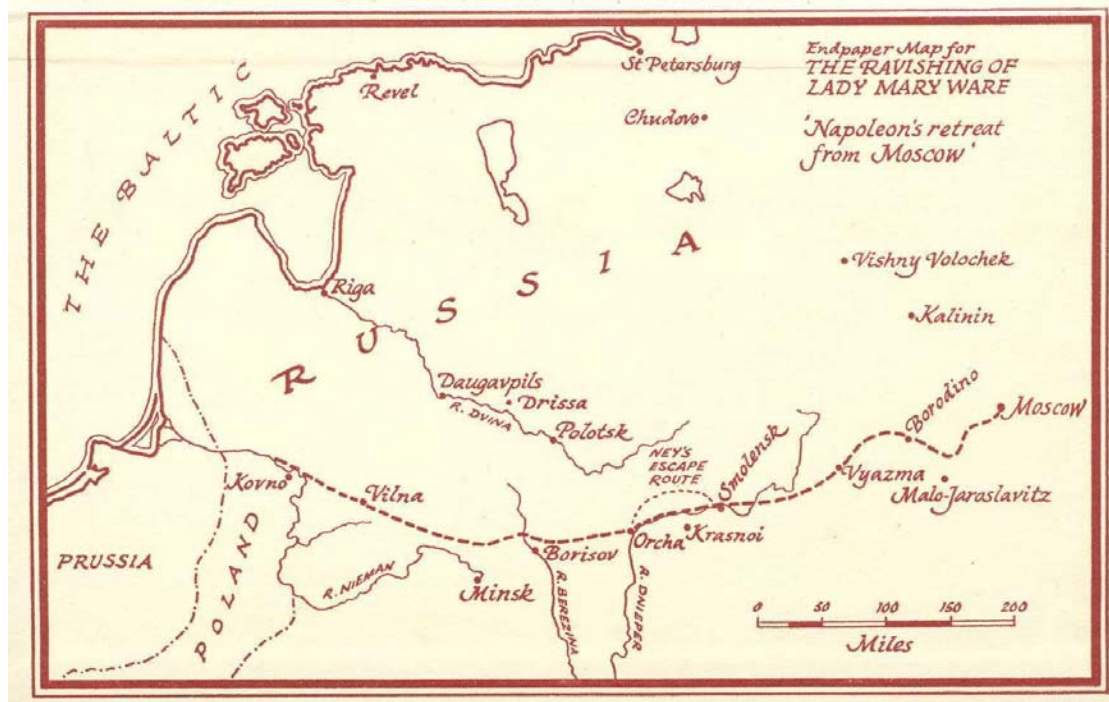 Endpaper Map for
THE RAVISHING OF
LADY MARY WARE
'Napoleon's retreat
from Moscow'
THE BALTIC
St Petersburg
Revel
Chudovo
RUSSIA
Vishny Volochek
Riga
Kalinin
Daugavpils
Drissa
R. DVINA
Polotsk
Borodino
Moscow
NEY'S
ESCAPE
ROUTE
Smolensk
Vyazma
Malo-Jaroslavitz
Kovno
Vilna
Orcha
Krasnoi
Borisov
PRUSSIA
POLAND
R. NIEMAN
Minsk
R. BEREZINA
R. DNIEPER
0 50 100 150 200
Miles